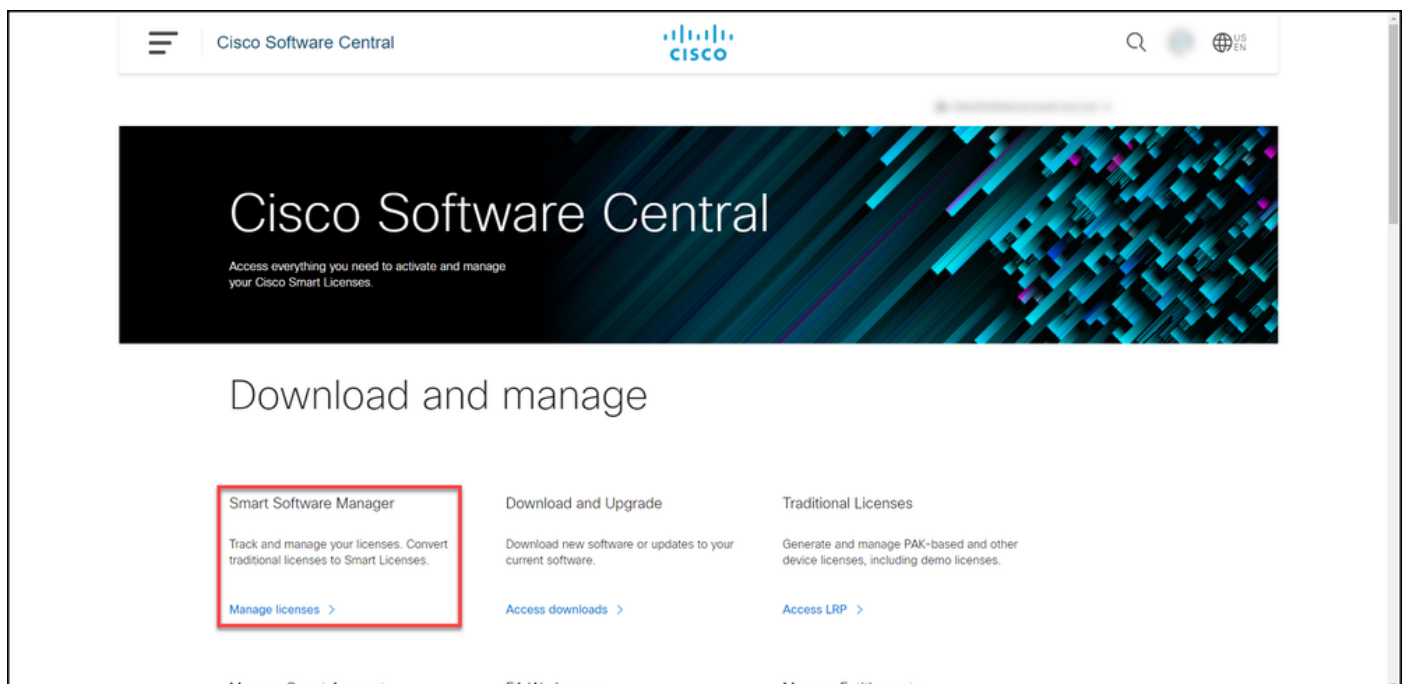 Cisco Software Central
CISCO
US
EN
Cisco Software Central
Access everything you need to activate and manage
your Cisco Smart Licenses.
Download and manage
Smart Software Manager
Track and manage your licenses. Convert
traditional licenses to Smart Licenses.
Manage licenses
Download and Upgrade
Download new software or updates to your
current software.
Access downloads
Traditional Licenses
Generate and manage PAK-based and other
device licenses, including demo licenses.
Access LRP